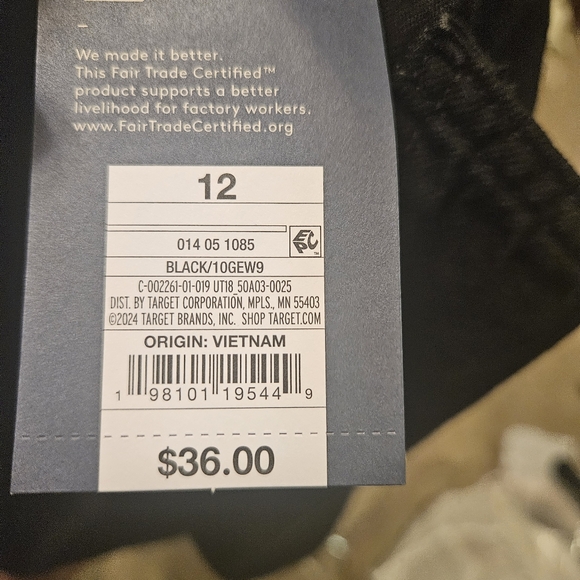 We made it better.
This Fair Trade Certified™
product supports a better
livelihood for factory workers.
www.FairTradeCertified.org
12
014 05 1085
EPC™
BLACK/10GEW9
C-002261-01-019 UT18_50A03-0025
DIST. BY TARGET CORPORATION, MPLS., MN 55403
©2024 TARGET BRANDS, INC. SHOP TARGET.COM
ORIGIN: VIETNAM
1 98101 19544 9
$36.00